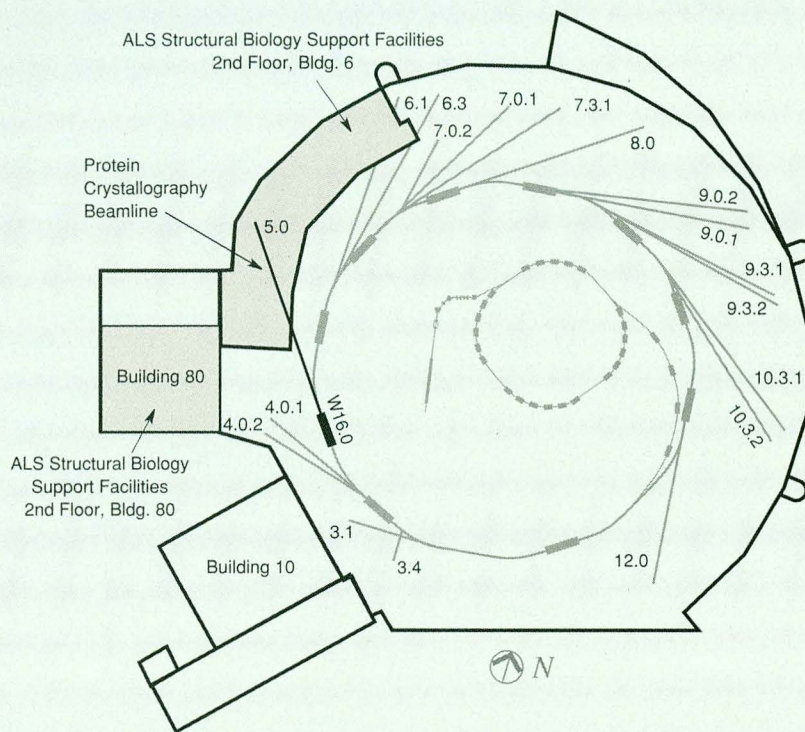 ALS Structural Biology Support Facilities
2nd Floor, Bldg. 6
6.1
6.3
7.0.1
7.3.1
7.0.2
8.0
Protein
Crystallography
Beamline
5.0
9.0.2
9.0.1
9.3.1
9.3.2
Building 80
10.3.1
10.3.2
4.0.1
4.0.2
W16.0
ALS Structural Biology
Support Facilities
2nd Floor, Bldg. 80
3.1
3.4
12.0
Building 10
N